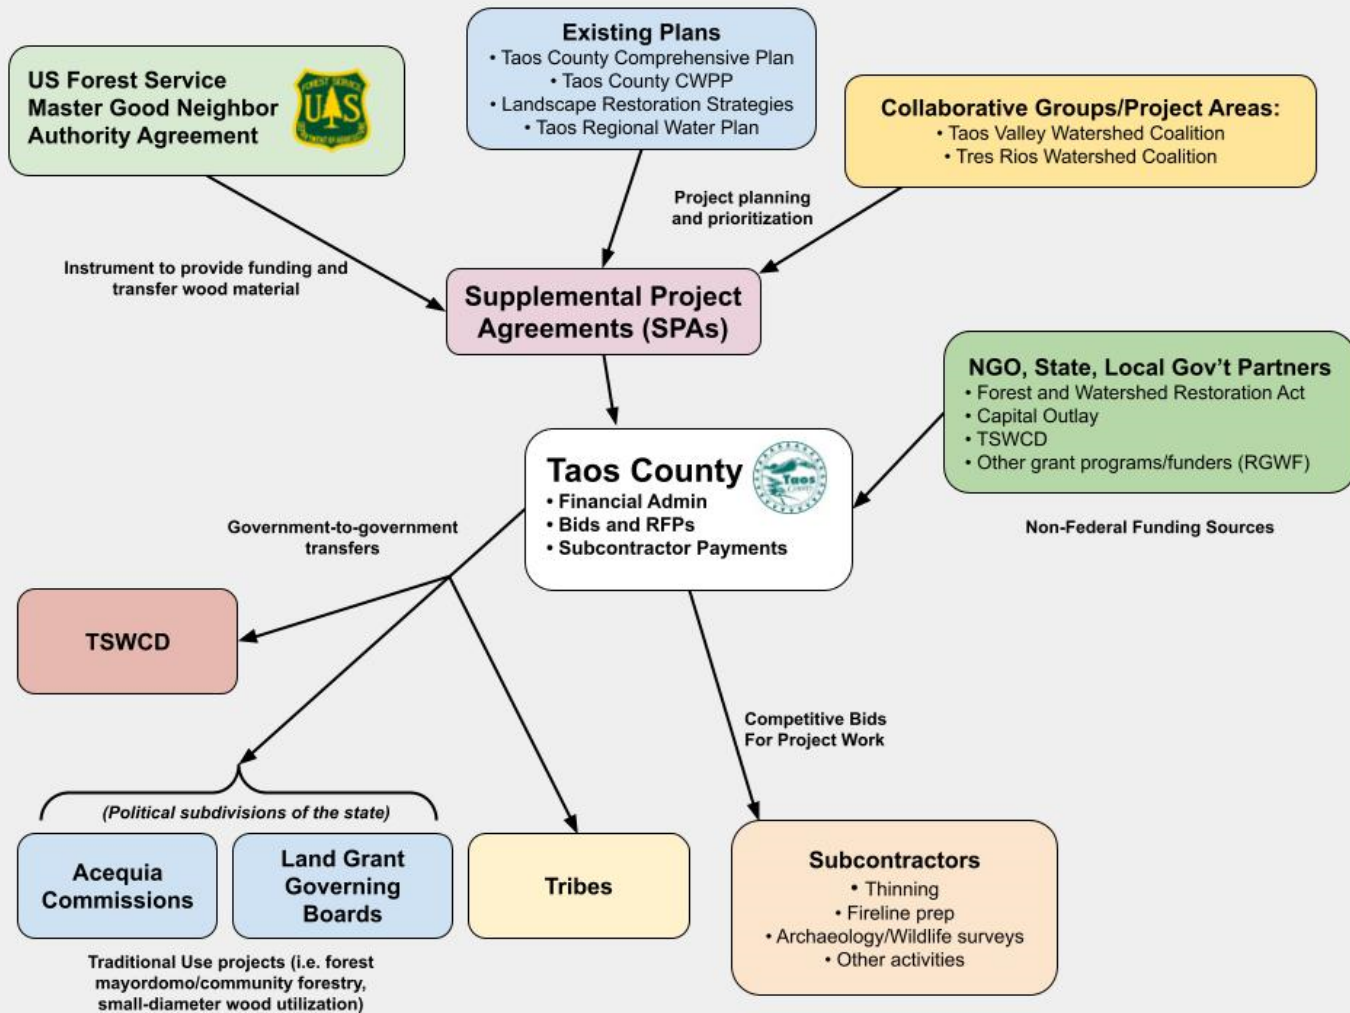 US Forest Service
Master Good Neighbor
Authority Agreement
FOREST SERVICE
U S
DEPARTMENT OF AGRICULTURE
Existing Plans
• Taos County Comprehensive Plan
• Taos County CWPP
• Landscape Restoration Strategies
• Taos Regional Water Plan
Collaborative Groups/Project Areas:
• Taos Valley Watershed Coalition
• Tres Rios Watershed Coalition
Project planning
and prioritization
Instrument to provide funding and
transfer wood material
Supplemental Project
Agreements (SPAs)
NGO, State, Local Gov't Partners
• Forest and Watershed Restoration Act
• Capital Outlay
• TSWCD
• Other grant programs/funders (RGWF)
Non-Federal Funding Sources
Taos County
Taos
• Financial Admin
• Bids and RFPs
• Subcontractor Payments
Government-to-government
transfers
TSWCD
Competitive Bids
For Project Work
(Political subdivisions of the state)
Acequia
Commissions
Land Grant
Governing
Boards
Tribes
Subcontractors
• Thinning
• Fireline prep
• Archaeology/Wildlife surveys
• Other activities
Traditional Use projects (i.e. forest
mayordomo/community forestry,
small-diameter wood utilization)